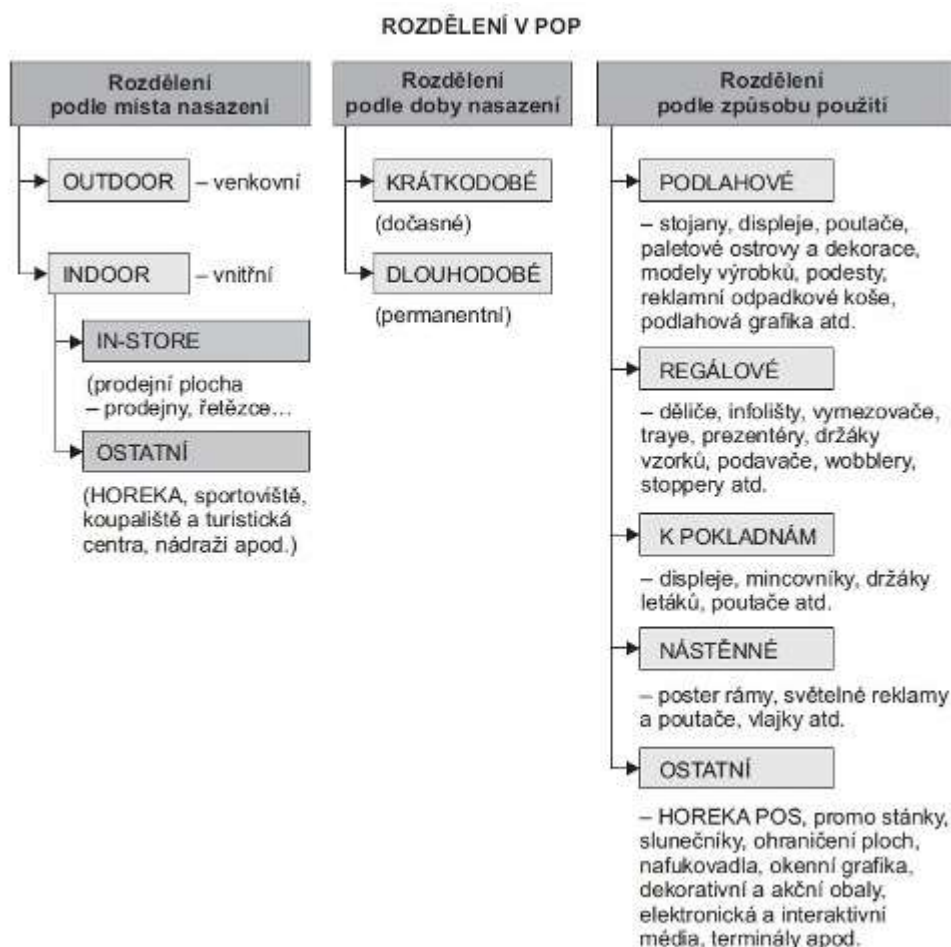 ROZDĚLENÍ V POP
Rozdělení
podle místa nasazení
OUTDOOR – venkovní
INDOOR – vnitřní
IN-STORE
(prodejní plocha
– prodejny, řetězce…
OSTATNÍ
(HOREKA, sportoviště,
koupaliště a turistická
centra, nádraží apod.)
Rozdělení
podle doby nasazení
KRÁTKODOBÉ
(dočasné)
DLOUHODOBÉ
(permanentní)
Rozdělení
podle způsobu použití
PODLAHOVÉ
– stojany, displeje, poutače,
paletové ostrovy a dekorace,
modely výrobků, podesty,
reklamní odpadkové koše,
podlahová grafika atd.
REGÁLOVÉ
– děliče, infolišty, vymezovače,
traye, prezentéry, držáky
vzorků, podavače, wobblery,
stoppery atd.
K POKLADNÁM
– displeje, mincovníky, držáky
letáků, poutače atd.
NÁSTĚNNÉ
– poster rámy, světelné reklamy
a poutače, vlajky atd.
OSTATNÍ
– HOREKA POS, promo stánky,
slunečníky, ohraničení ploch,
nafukovadla, okenní grafika,
dekorativní a akční obaly,
elektronická a interaktivní
média, terminály apod.